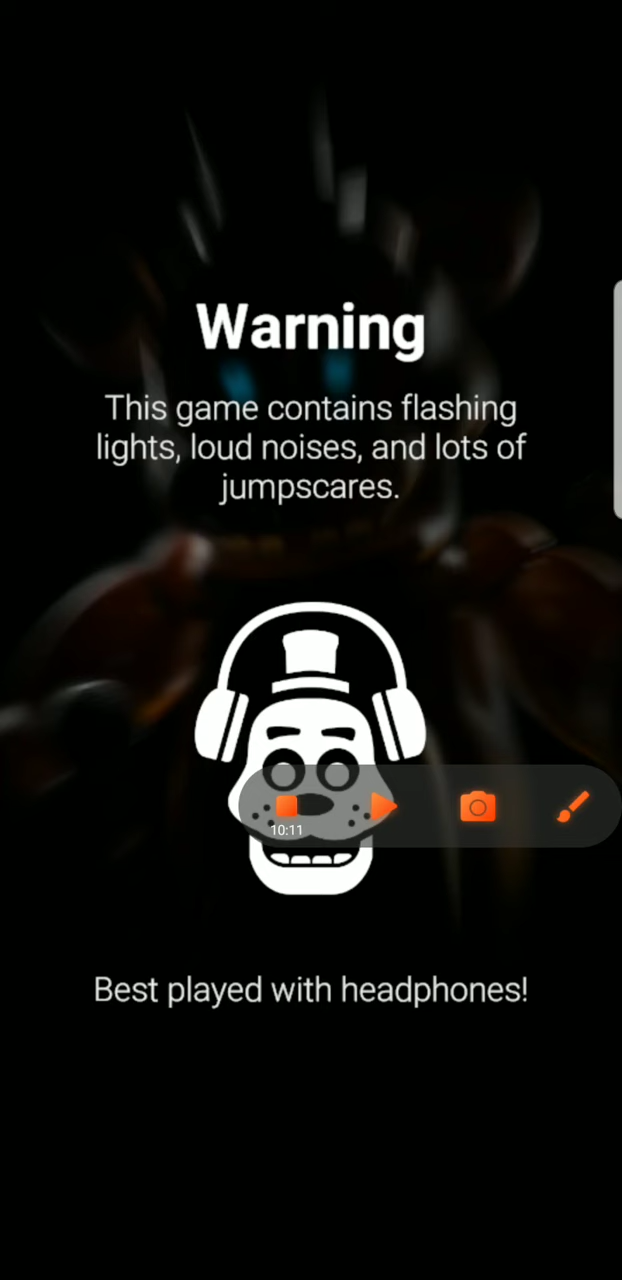 Warning
This game contains flashing
lights, loud noises, and lots of
jumpscares.
10:11
Best played with headphones!